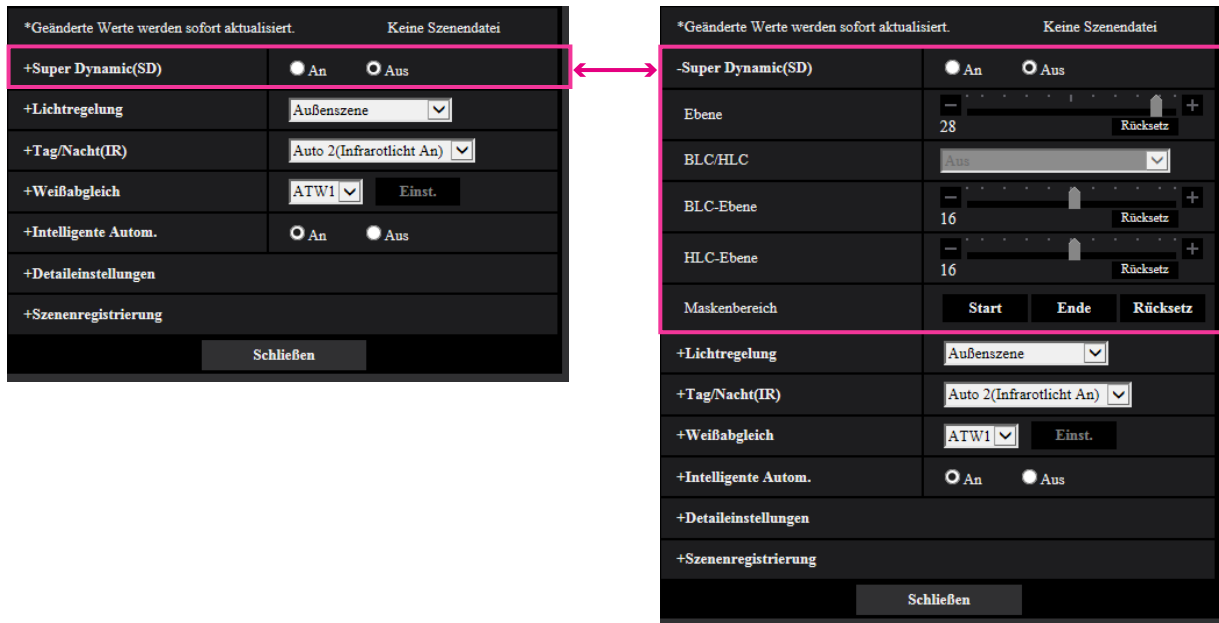 *Geänderte Werte werden sofort aktualisiert. Keine Szenendatei
+Super Dynamic(SD) An Aus
+Lichtregelung Außenszene
+Tag/Nacht(IR) Auto 2(Infrarotlicht An)
+Weißabgleich ATW1 Einst.
+Intelligente Autom. An Aus
+Detaileinstellungen
+Szenenregistrierung
Schließen
*Geänderte Werte werden sofort aktualisiert. Keine Szenendatei
-Super Dynamic(SD) An Aus
Ebene - +
28 Rücksetz
BLC/HLC Aus
BLC-Ebene - +
16 Rücksetz
HLC-Ebene - +
16 Rücksetz
Maskenbereich Start Ende Rücksetz
+Lichtregelung Außenszene
+Tag/Nacht(IR) Auto 2(Infrarotlicht An)
+Weißabgleich ATW1 Einst.
+Intelligente Autom. An Aus
+Detaileinstellungen
+Szenenregistrierung
Schließen